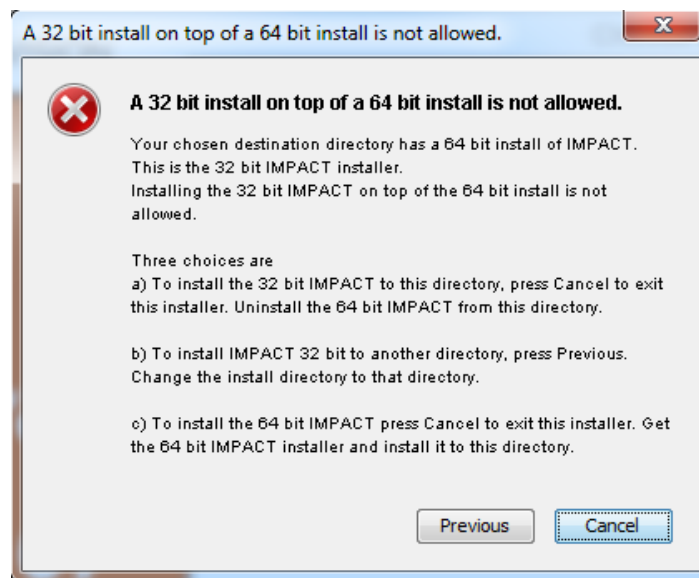 A 32 bit install on top of a 64 bit install is not allowed.
A 32 bit install on top of a 64 bit install is not allowed.
Your chosen destination directory has a 64 bit install of IMPACT.
This is the 32 bit IMPACT installer.
Installing the 32 bit IMPACT on top of the 64 bit install is not
allowed.
Three choices are
a) To install the 32 bit IMPACT to this directory, press Cancel to exit
this installer. Uninstall the 64 bit IMPACT from this directory.
b) To install IMPACT 32 bit to another directory, press Previous.
Change the install directory to that directory.
c) To install the 64 bit IMPACT press Cancel to exit this installer. Get
the 64 bit IMPACT installer and install it to this directory.
Previous Cancel